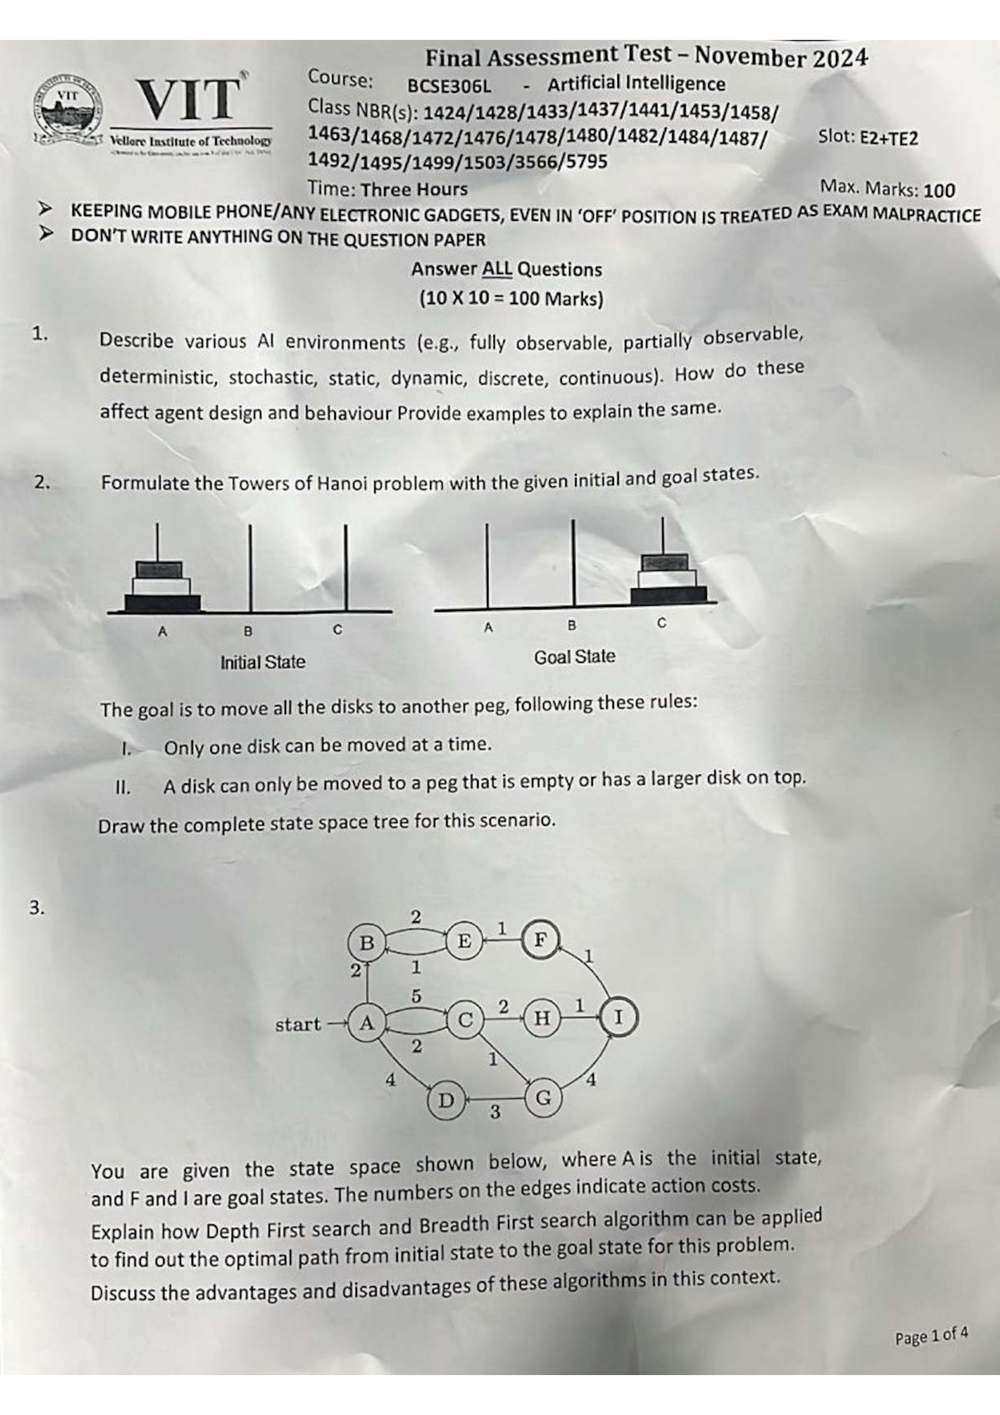 Final Assessment Test – November 2024
VIT
VIT
Vellore Institute of Technology
Course: BCSE306L - Artificial Intelligence
Class NBR(s): 1424/1428/1433/1437/1441/1453/1458/
1463/1468/1472/1476/1478/1480/1482/1484/1487/
1492/1495/1499/1503/3566/5795
Slot: E2+TE2
Time: Three Hours
Max. Marks: 100
➢ KEEPING MOBILE PHONE/ANY ELECTRONIC GADGETS, EVEN IN ‘OFF’ POSITION IS TREATED AS EXAM MALPRACTICE
➢ DON’T WRITE ANYTHING ON THE QUESTION PAPER
Answer ALL Questions
(10 X 10 = 100 Marks)
1. Describe various AI environments (e.g., fully observable, partially observable,
deterministic, stochastic, static, dynamic, discrete, continuous). How do these
affect agent design and behaviour Provide examples to explain the same.
2. Formulate the Towers of Hanoi problem with the given initial and goal states.
A B C
A B C
Initial State
Goal State
The goal is to move all the disks to another peg, following these rules:
I. Only one disk can be moved at a time.
II. A disk can only be moved to a peg that is empty or has a larger disk on top.
Draw the complete state space tree for this scenario.
3.
2
B E 1 F
2 1 1
5
start A C 2 H 1 I
2
1
4 4
D G
3
You are given the state space shown below, where A is the initial state,
and F and I are goal states. The numbers on the edges indicate action costs.
Explain how Depth First search and Breadth First search algorithm can be applied
to find out the optimal path from initial state to the goal state for this problem.
Discuss the advantages and disadvantages of these algorithms in this context.
Page 1 of 4